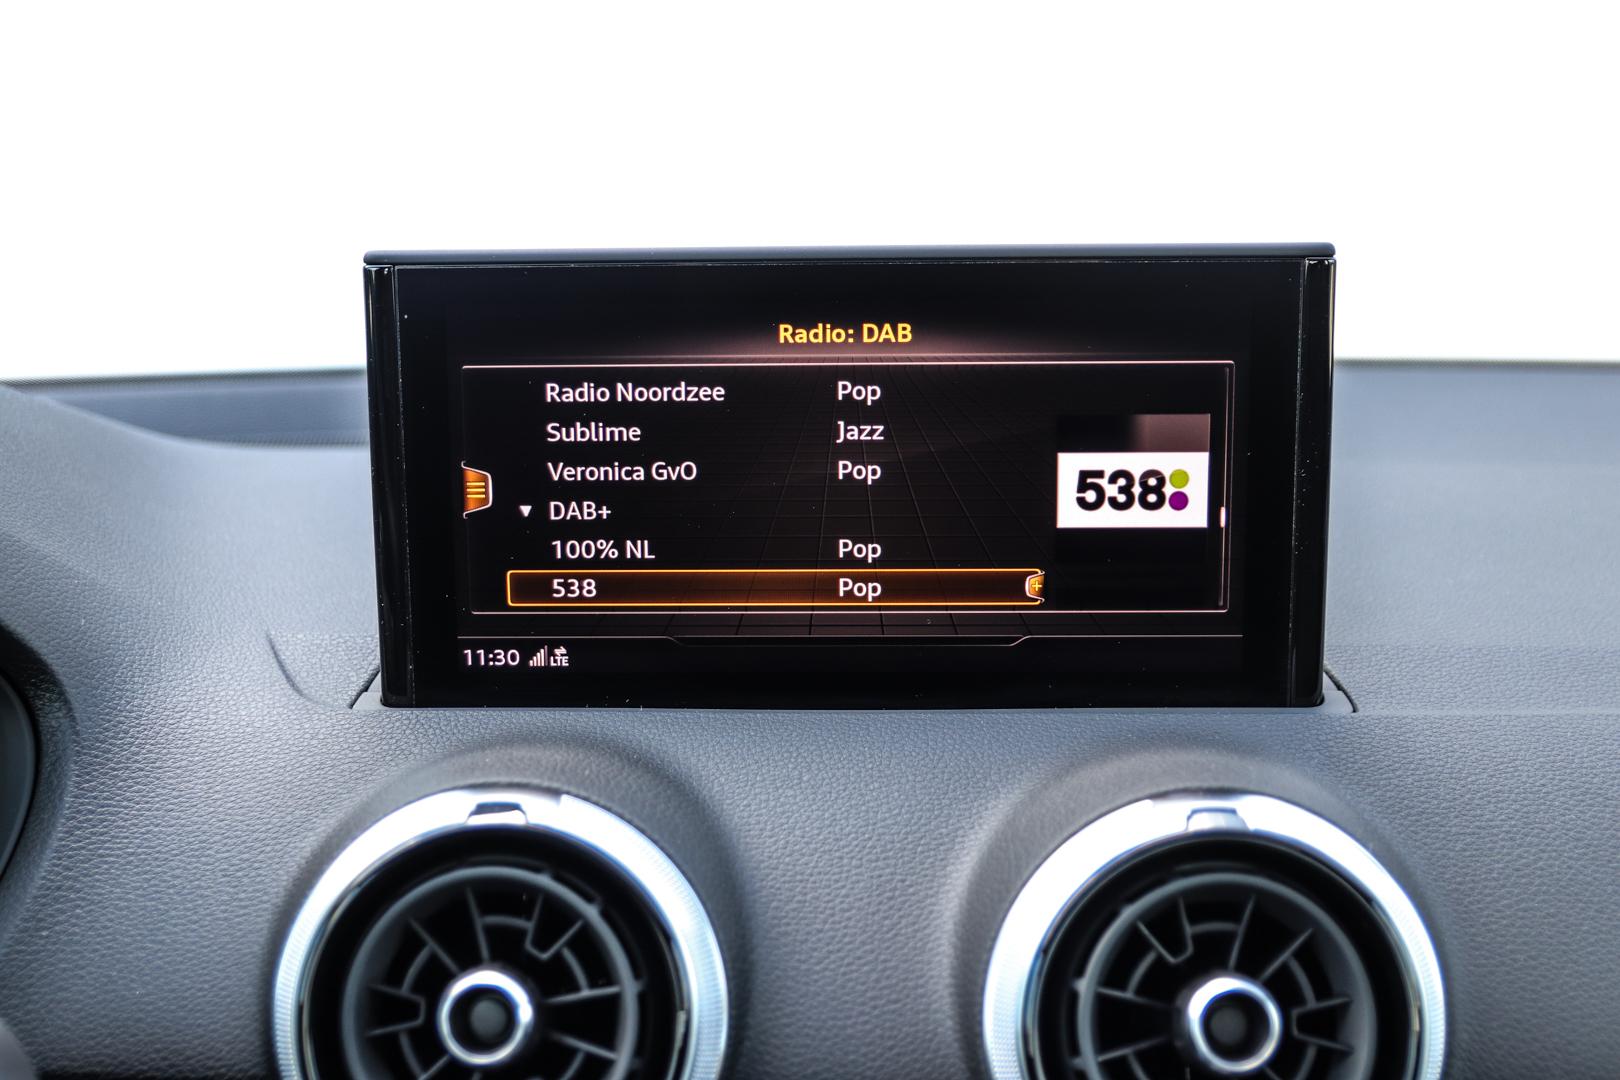 Radio: DAB
Radio Noordzee Pop
Sublime Jazz
Veronica GvO Pop
DAB+
100% NL Pop
538 Pop
538
11:30 LTE